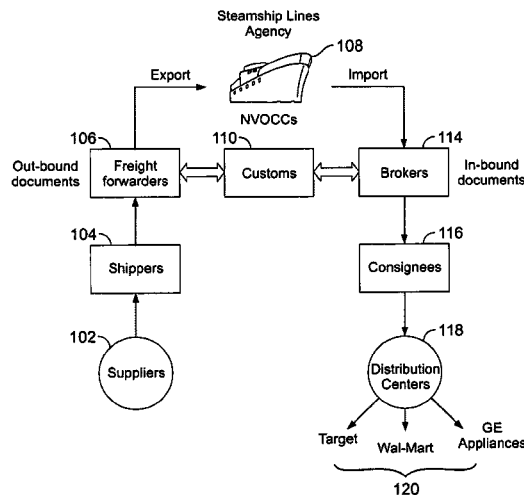 Steamship Lines
Agency
108
Export
Import
NVOCCs
106
110
114
Out-bound
documents
Freight
forwarders
Customs
Brokers
In-bound
documents
104
116
Shippers
Consignees
102
118
Suppliers
Distribution
Centers
Target
Wal-Mart
GE
Appliances
120